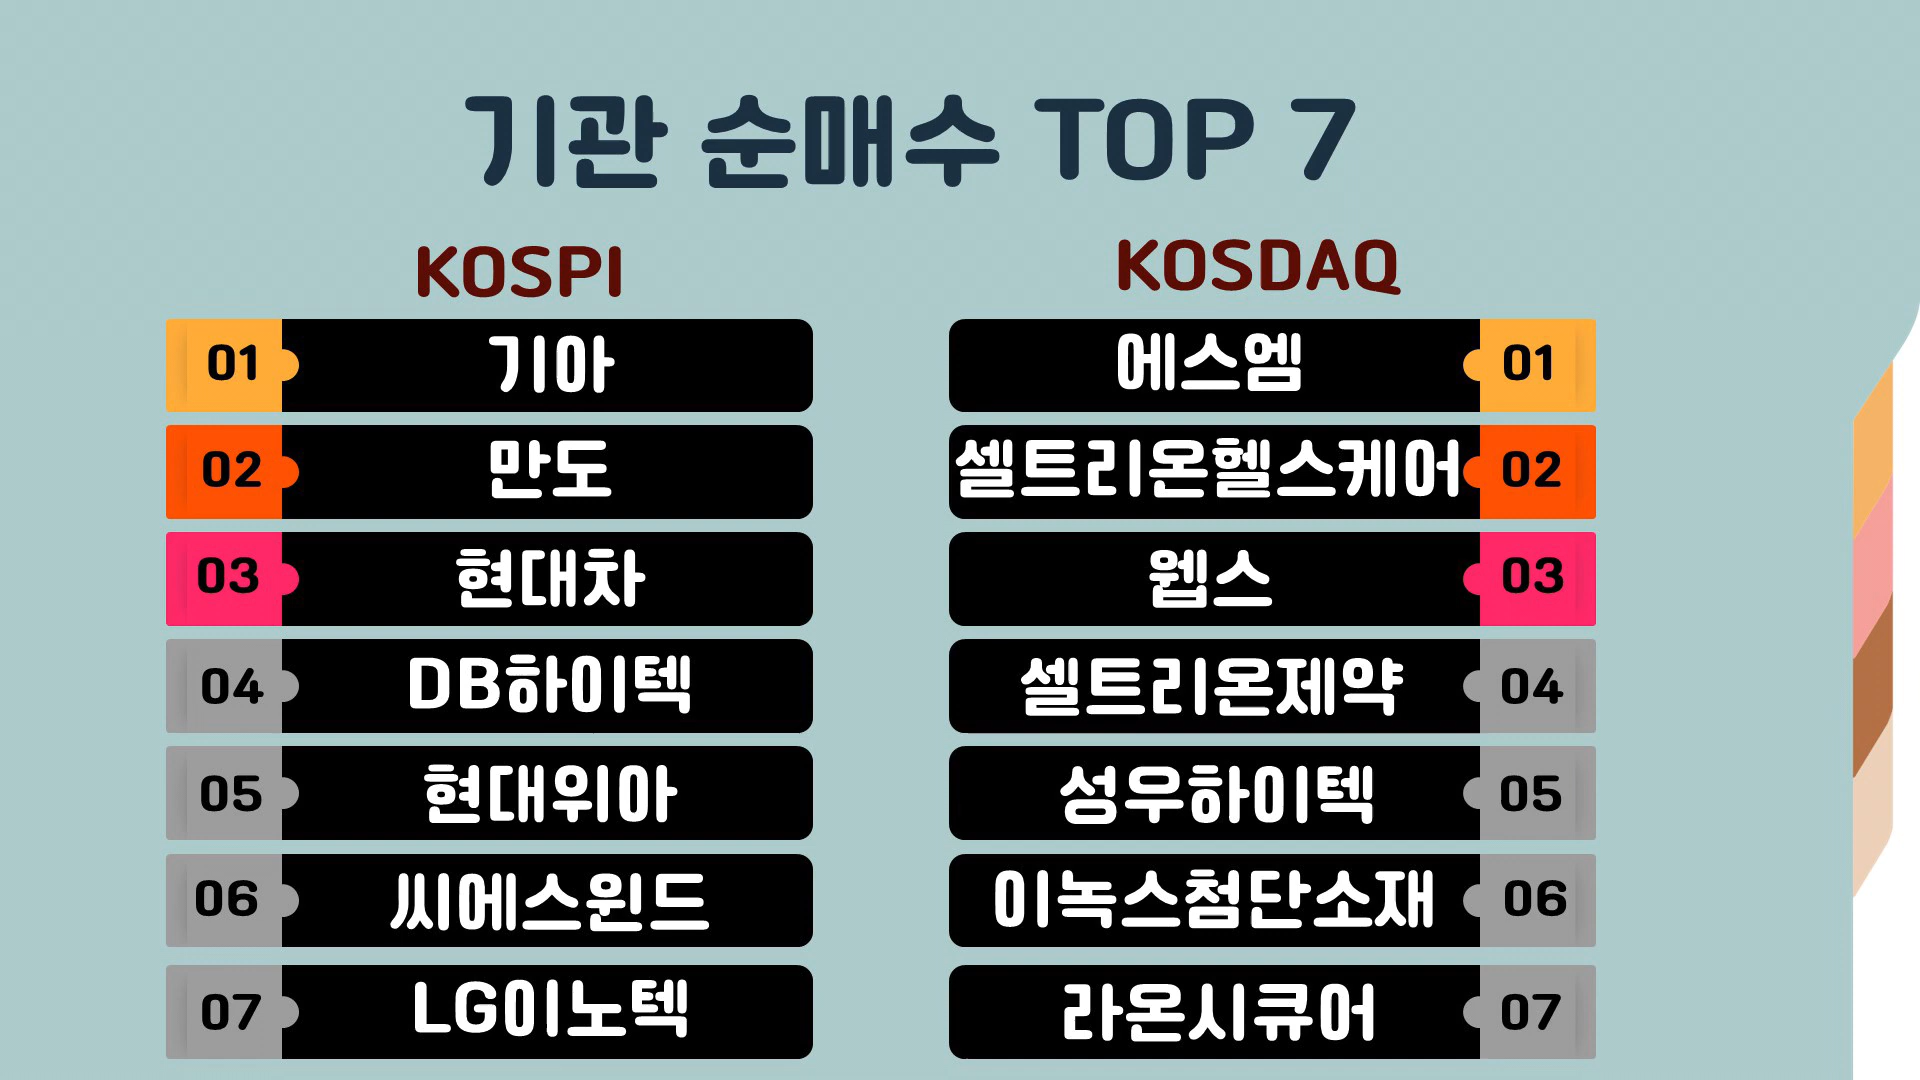 기관 순매수 TOP 7
KOSPI
01 기아
02 만도
03 현대차
04 DB하이텍
05 현대위아
06 씨에스윈드
07 LG이노텍
KOSDAQ
에스엠 01
셀트리온헬스케어 02
웹스 03
셀트리온제약 04
성우하이텍 05
이녹스첨단소재 06
라온시큐어 07